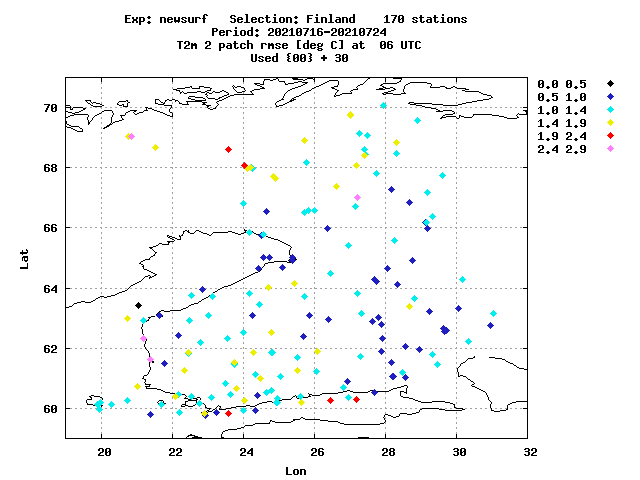 Exp: newsurf   Selection: Finland    170 stations
Period: 20210716-20210724
T2m 2 patch rmse [deg C] at  06 UTC
Used {00} + 30
0.0 0.5
0.5 1.0
1.0 1.4
1.4 1.9
1.9 2.4
2.4 2.9
70
68
66
64
62
60
Lat
20 22 24 26 28 30 32
Lon